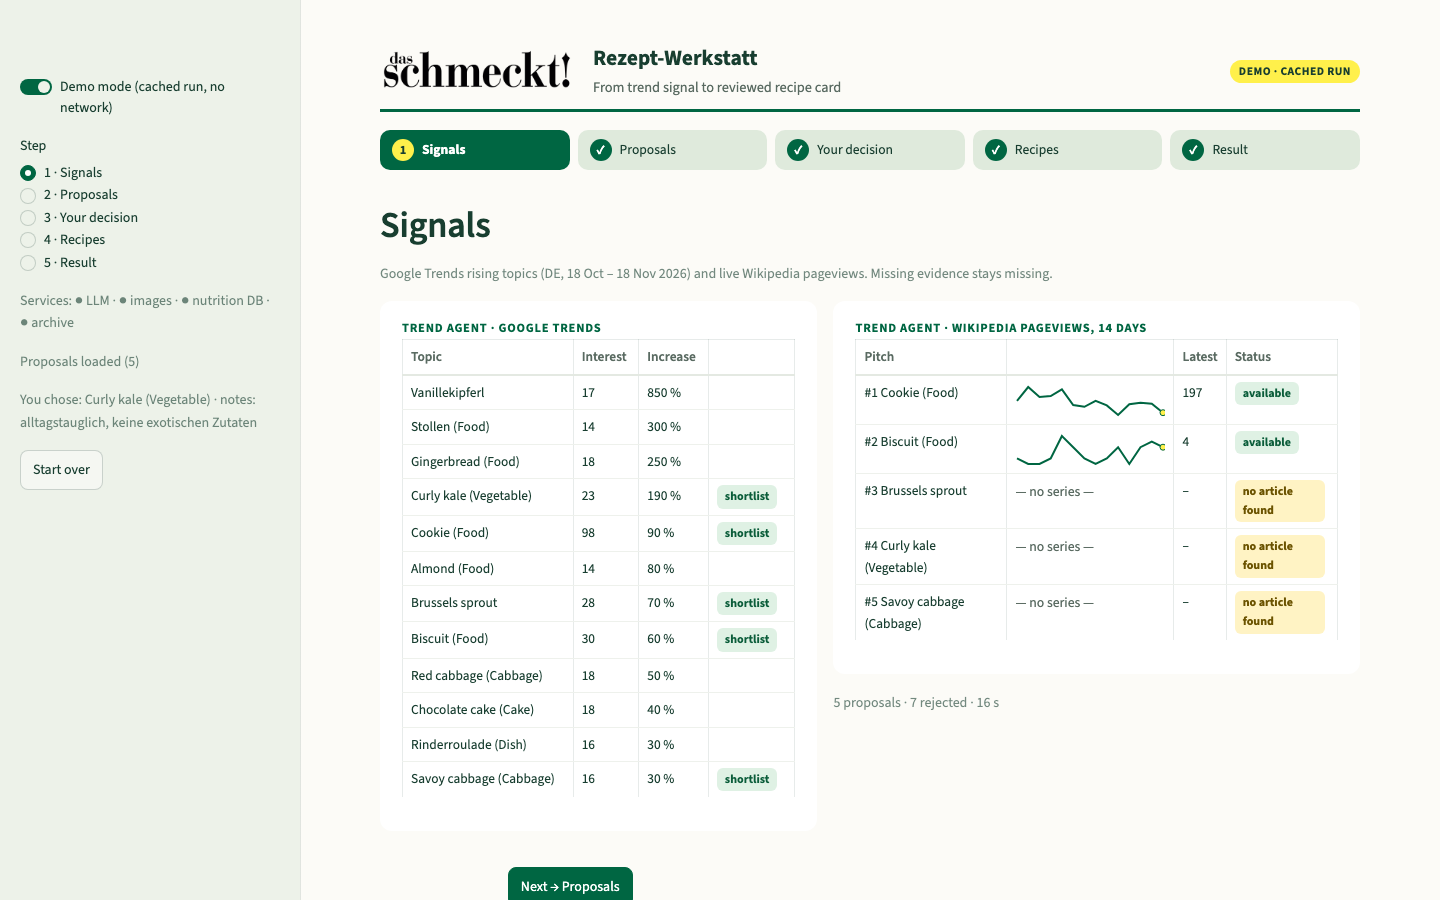 Demo mode (cached run, no
network)
Step
1 · Signals
2 · Proposals
3 · Your decision
4 · Recipes
5 · Result
Services: ● LLM · ● images · ● nutrition DB ·
● archive
Proposals loaded (5)
You chose: Curly kale (Vegetable) · notes:
alltagstauglich, keine exotischen Zutaten
Start over
das
schmeckt!
Rezept-Werkstatt
From trend signal to reviewed recipe card
DEMO · CACHED RUN
1 Signals
✓ Proposals
✓ Your decision
✓ Recipes
✓ Result
Signals
Google Trends rising topics (DE, 18 Oct – 18 Nov 2026) and live Wikipedia pageviews. Missing evidence stays missing.
TREND AGENT · GOOGLE TRENDS
Topic Interest Increase
Vanillekipferl 17 850 %
Stollen (Food) 14 300 %
Gingerbread (Food) 18 250 %
Curly kale (Vegetable) 23 190 % shortlist
Cookie (Food) 98 90 % shortlist
Almond (Food) 14 80 %
Brussels sprout 28 70 % shortlist
Biscuit (Food) 30 60 % shortlist
Red cabbage (Cabbage) 18 50 %
Chocolate cake (Cake) 18 40 %
Rinderroulade (Dish) 16 30 %
Savoy cabbage (Cabbage) 16 30 % shortlist
TREND AGENT · WIKIPEDIA PAGEVIEWS, 14 DAYS
Pitch Latest Status
#1 Cookie (Food) 197 available
#2 Biscuit (Food) 4 available
#3 Brussels sprout — no series — – no article
found
#4 Curly kale — no series — – no article
(Vegetable) found
#5 Savoy cabbage — no series — – no article
(Cabbage) found
5 proposals · 7 rejected · 16 s
Next → Proposals